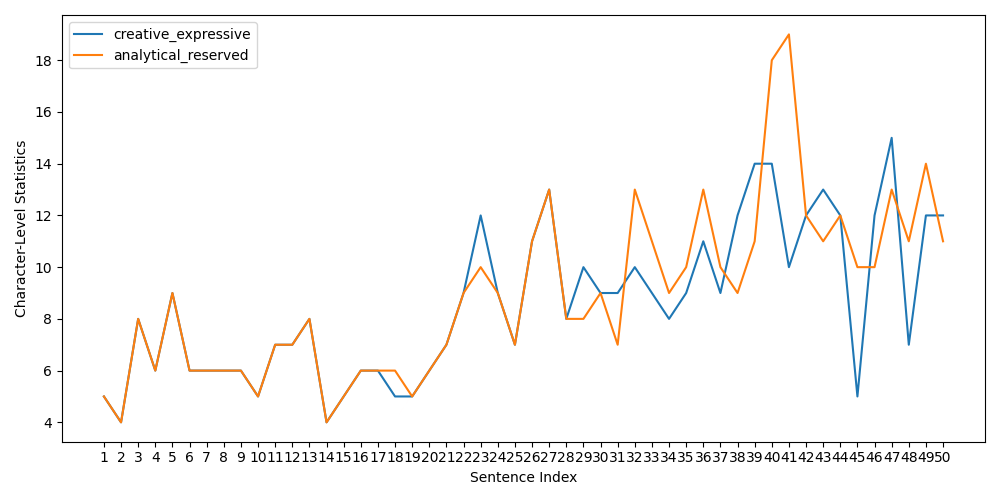 creative_expressive
analytical_reserved
18
16
14
12
10
8
6
4
Character-Level Statistics
1 2 3 4 5 6 7 8 9 10 11 12 13 14 15 16 17 18 19 20 21 22 23 24 25 26 27 28 29 30 31 32 33 34 35 36 37 38 39 40 41 42 43 44 45 46 47 48 49 50
Sentence Index